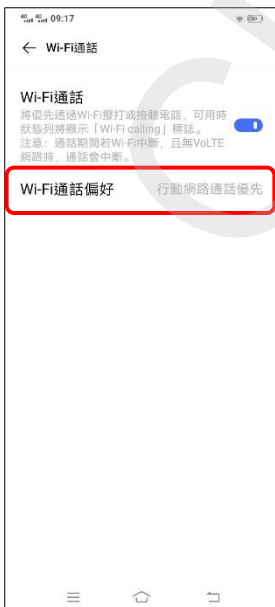 4G 4G 09:17
Wi-Fi通話
Wi-Fi通話
將優先透過Wi-Fi撥打或接聽電話，可用時
狀態列將顯示「Wi-Fi calling」標誌。
注意：通話期間若Wi-Fi中斷，且無VoLTE
網路時，通話會中斷。
Wi-Fi通話偏好 行動網路通話優先